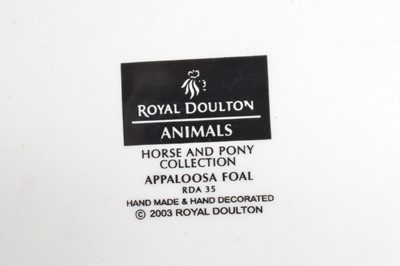 ROYAL DOULTON
ANIMALS
HORSE AND PONY
COLLECTION
APPALOOSA FOAL
RDA 35
HAND MADE & HAND DECORATED
© 2003 ROYAL DOULTON